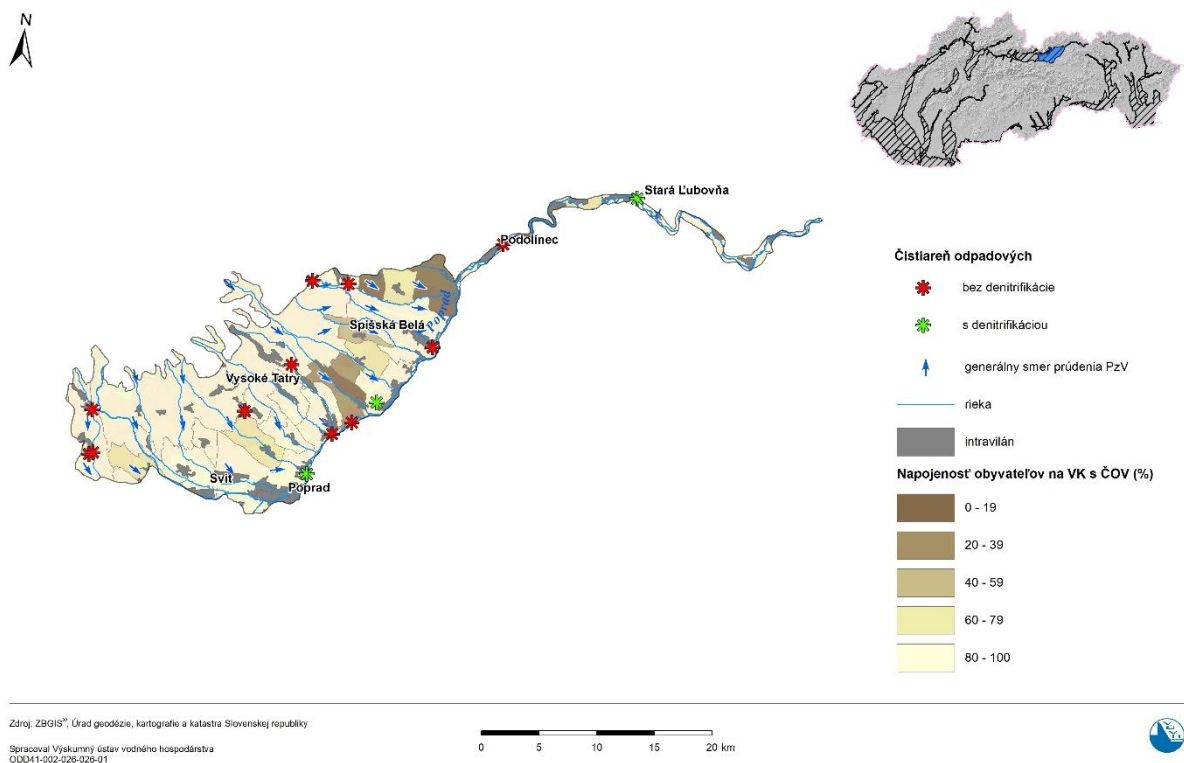 N
Stará Ľubovňa
Podolínec
Poprad
Spišská Belá
Vysoké Tatry
Svit
Poprad
Čistiareň odpadových
bez denitrifikácie
s denitrifikáciou
generálny smer prúdenia PzV
rieka
intravilán
Napojenosť obyvateľov na VK s ČOV (%)
0 - 19
20 - 39
40 - 59
60 - 79
80 - 100
Zdroj: ZBGIS®, Úrad geodézie, kartografie a katastra Slovenskej republiky
Spracoval Výskumný ústav vodného hospodárstva
ODD41-002-026-026-01
0 5 10 15 20 km